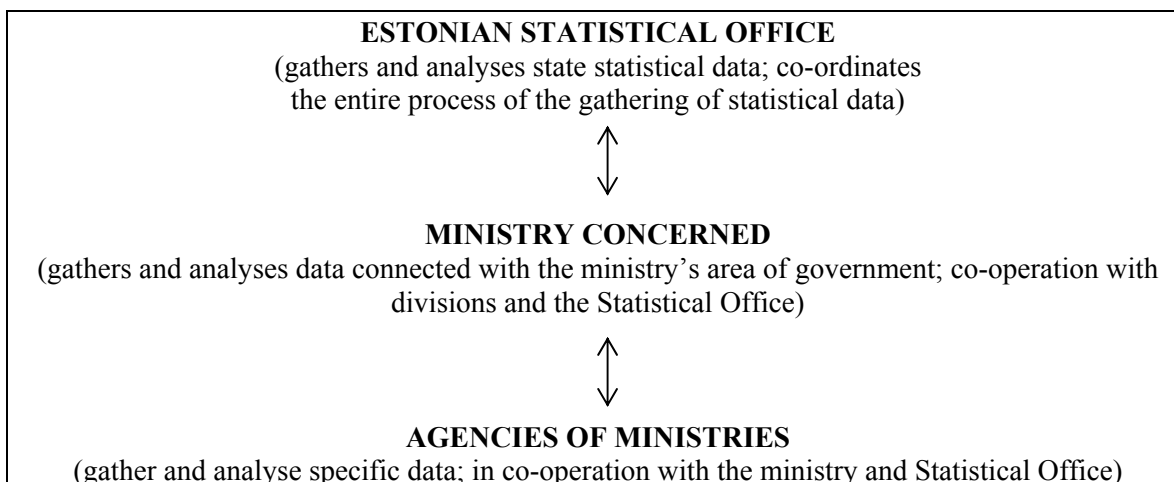 ESTONIAN STATISTICAL OFFICE
(gathers and analyses state statistical data; co-ordinates
the entire process of the gathering of statistical data)
MINISTRY CONCERNED
(gathers and analyses data connected with the ministry’s area of government; co-operation with
divisions and the Statistical Office)
AGENCIES OF MINISTRIES
(gather and analyse specific data; in co-operation with the ministry and Statistical Office)